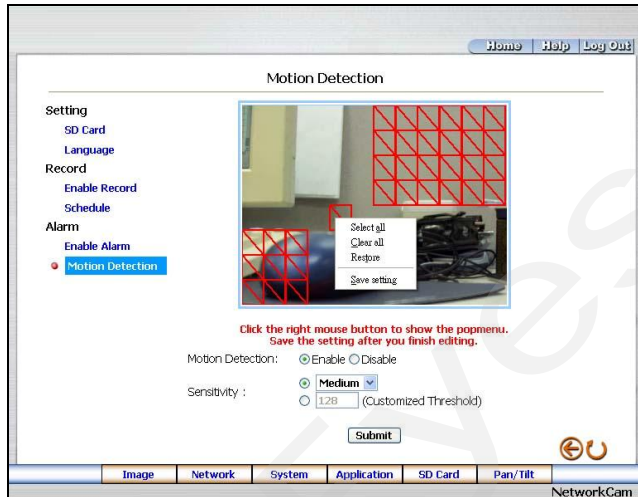 Home Help Log Out
Motion Detection
Setting
SD Card
Language
Record
Enable Record
Schedule
Alarm
Enable Alarm
Motion Detection
Select all
Clear all
Restore
Save setting
Click the right mouse button to show the popmenu.
Save the setting after you finish editing.
Motion Detection: Enable Disable
Sensitivity : Medium
128 (Customized Threshold)
Submit
Image Network System Application SD Card Pan/Tilt
NetworkCam